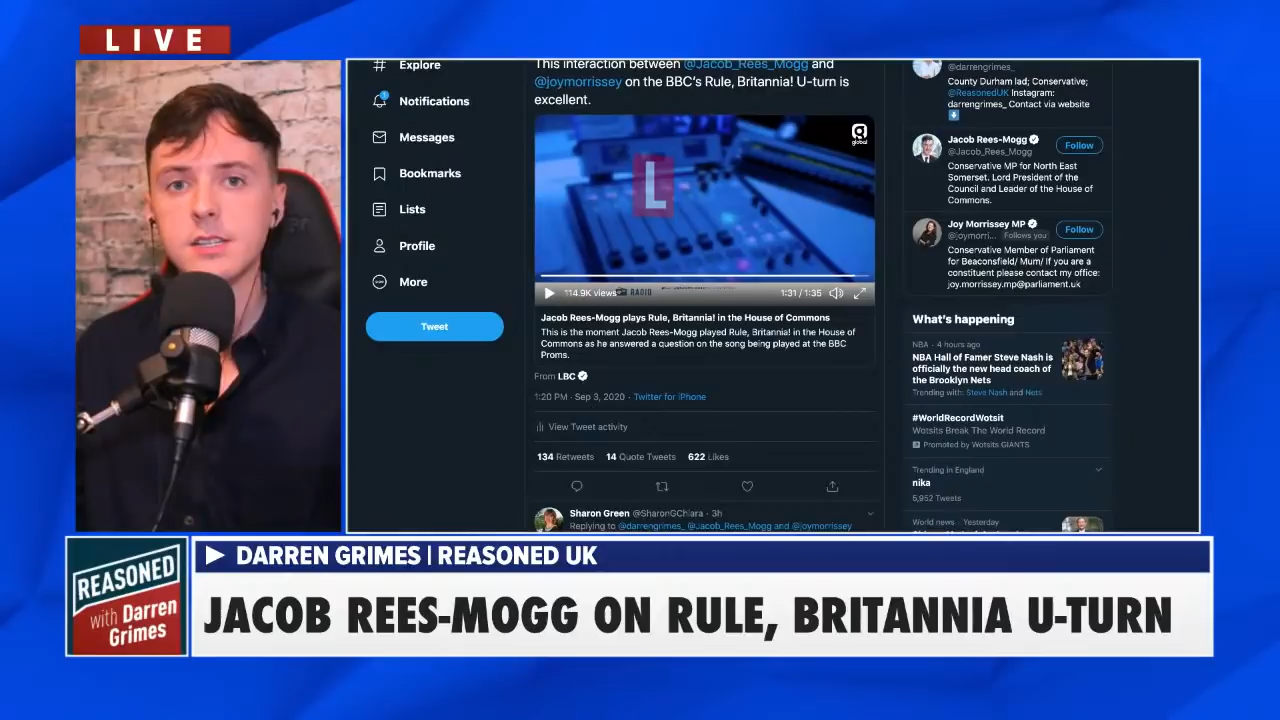 LIVE
Explore
Notifications
Messages
Bookmarks
Lists
Profile
More
Tweet
This interaction between @Jacob_Rees_Mogg and
@joymorrissey on the BBC's Rule, Britannia! U-turn is
excellent.
global
L
114.9K views
RADIO
1:31 / 1:35
Jacob Rees-Mogg plays Rule, Britannia! in the House of Commons
This is the moment Jacob Rees-Mogg played Rule, Britannia! in the House of
Commons as he answered a question on the song being played at the BBC
Proms.
From LBC
1:20 PM · Sep 3, 2020 · Twitter for iPhone
View Tweet activity
134 Retweets 14 Quote Tweets 622 Likes
Sharon Green @SharonGChiara · 3h
Replying to @darrengrimes_ @Jacob_Rees_Mogg and @joymorrissey
@darrengrimes_
County Durham lad; Conservative;
@ReasonedUK Instagram:
darrengrimes_ Contact via website
Jacob Rees-Mogg
Follow
@Jacob_Rees_Mogg
Conservative MP for North East
Somerset. Lord President of the
Council and Leader of the House of
Commons.
Joy Morrissey MP
Follow
@joymorri... Follows you
Conservative Member of Parliament
for Beaconsfield/ Mum/ If you are a
constituent please contact my office:
joy.morrissey.mp@parliament.uk
What's happening
NBA · 4 hours ago
NBA Hall of Famer Steve Nash is
officially the new head coach of
the Brooklyn Nets
Trending with: Steve Nash and Nets
#WorldRecordWotsit
Wotsits Break The World Record
Promoted by Wotsits GIANTS
Trending in England
nika
5,952 Tweets
World news · Yesterday
REASONED
with Darren
Grimes
DARREN GRIMES | REASONED UK
JACOB REES-MOGG ON RULE, BRITANNIA U-TURN